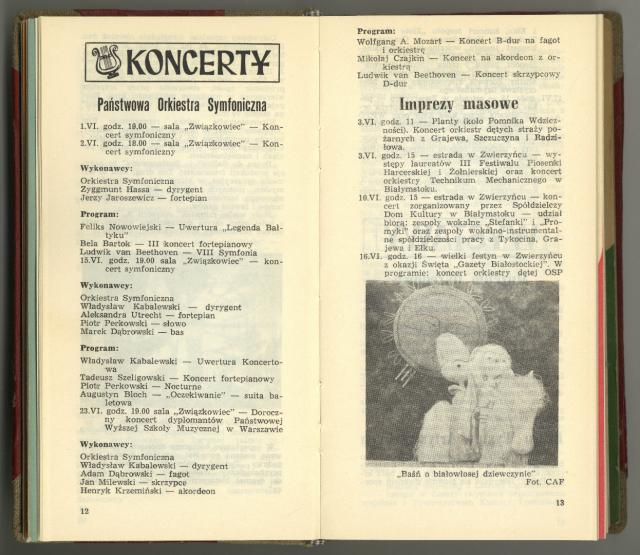 KONCERTY
Państwowa Orkiestra Symfoniczna
1.VI. godz. 19.00 — sala „Związkowiec" — Kon-
cert symfoniczny
2.VI. godz. 18.00 — sala „Związkowiec" — Kon-
cert symfoniczny
Wykonawcy:
Orkiestra Symfoniczna
Zyggmunt Hassa — dyrygent
Jerzy Jaroszewicz — fortepian
Program:
Feliks Nowowiejski — Uwertura „Legenda Bał-
tyku"
Bela Bartok — III koncert fortepianowy
Ludwik van Beethoven — VIII Symfonia
15.VI. godz. 19.00 sala „Związkowiec" — kon-
cert symfoniczny
Wykonawcy:
Orkiestra Symfoniczna
Władysław Kabalewski — dyrygent
Aleksandra Utrecht — fortepian
Piotr Perkowski — słowo
Marek Dąbrowski — bas
Program:
Władysław Kabalewski — Uwertura Koncerto-
wa
Tadeusz Szeligowski — Koncert fortepianowy
Piotr Perkowski — Nocturne
Augustyn Bloch — „Oczekiwanie" — suita ba-
letowa
23.VI. godz. 19.00 sala „Związkowiec" — Dorocz-
ny koncert dyplomantów Państwowej
Wyższej Szkoły Muzycznej w Warszawie
Wykonawcy:
Orkiestra Symfoniczna
Władysław Kabalewski — dyrygent
Adam Dąbrowski — fagot
Jan Milewski — skrzypce
Henryk Krzemiński — akordeon
12
Program:
Wolfgang A. Mozart — Koncert B-dur na fagot
i orkiestrę
Mikołaj Czajkin — Koncert na akordeon z or-
kiestrą
Ludwik van Beethoven — Koncert skrzypcowy
D-dur
Imprezy masowe
3.VI. godz. 11 — Planty (koło Pomnika Wdzięcz-
ności). Koncert orkiestr dętych straży po-
żarnych z Grajewa, Szczuczyna i Radzi-
łowa.
3.VI. godz. 15 — estrada w Zwierzyńcu — wy-
stępy laureatów III Festiwalu Piosenki
Harcerskiej i Żołnierskiej oraz koncert
orkiestry Technikum Mechanicznego w
Białymstoku.
10.VI. godz. 15 — estrada w Zwierzyńcu — kon-
cert zorganizowany przez Spółdzielczy
Dom Kultury w Białymstoku — udział
biorą: zespoły wokalne „Stefanki" i „Pro-
myki" oraz zespoły wokalno-instrumental-
ne spółdzielczości pracy z Tykocina, Gra-
jewa i Ełku.
16.VI. godz. 16 — wielki festyn w Zwierzyńcu
z okazji Święta „Gazety Białostockiej". W
programie: koncert orkiestry dętej OSP
„Baśń o białowłosej dziewczynie"
Fot. CAF
13